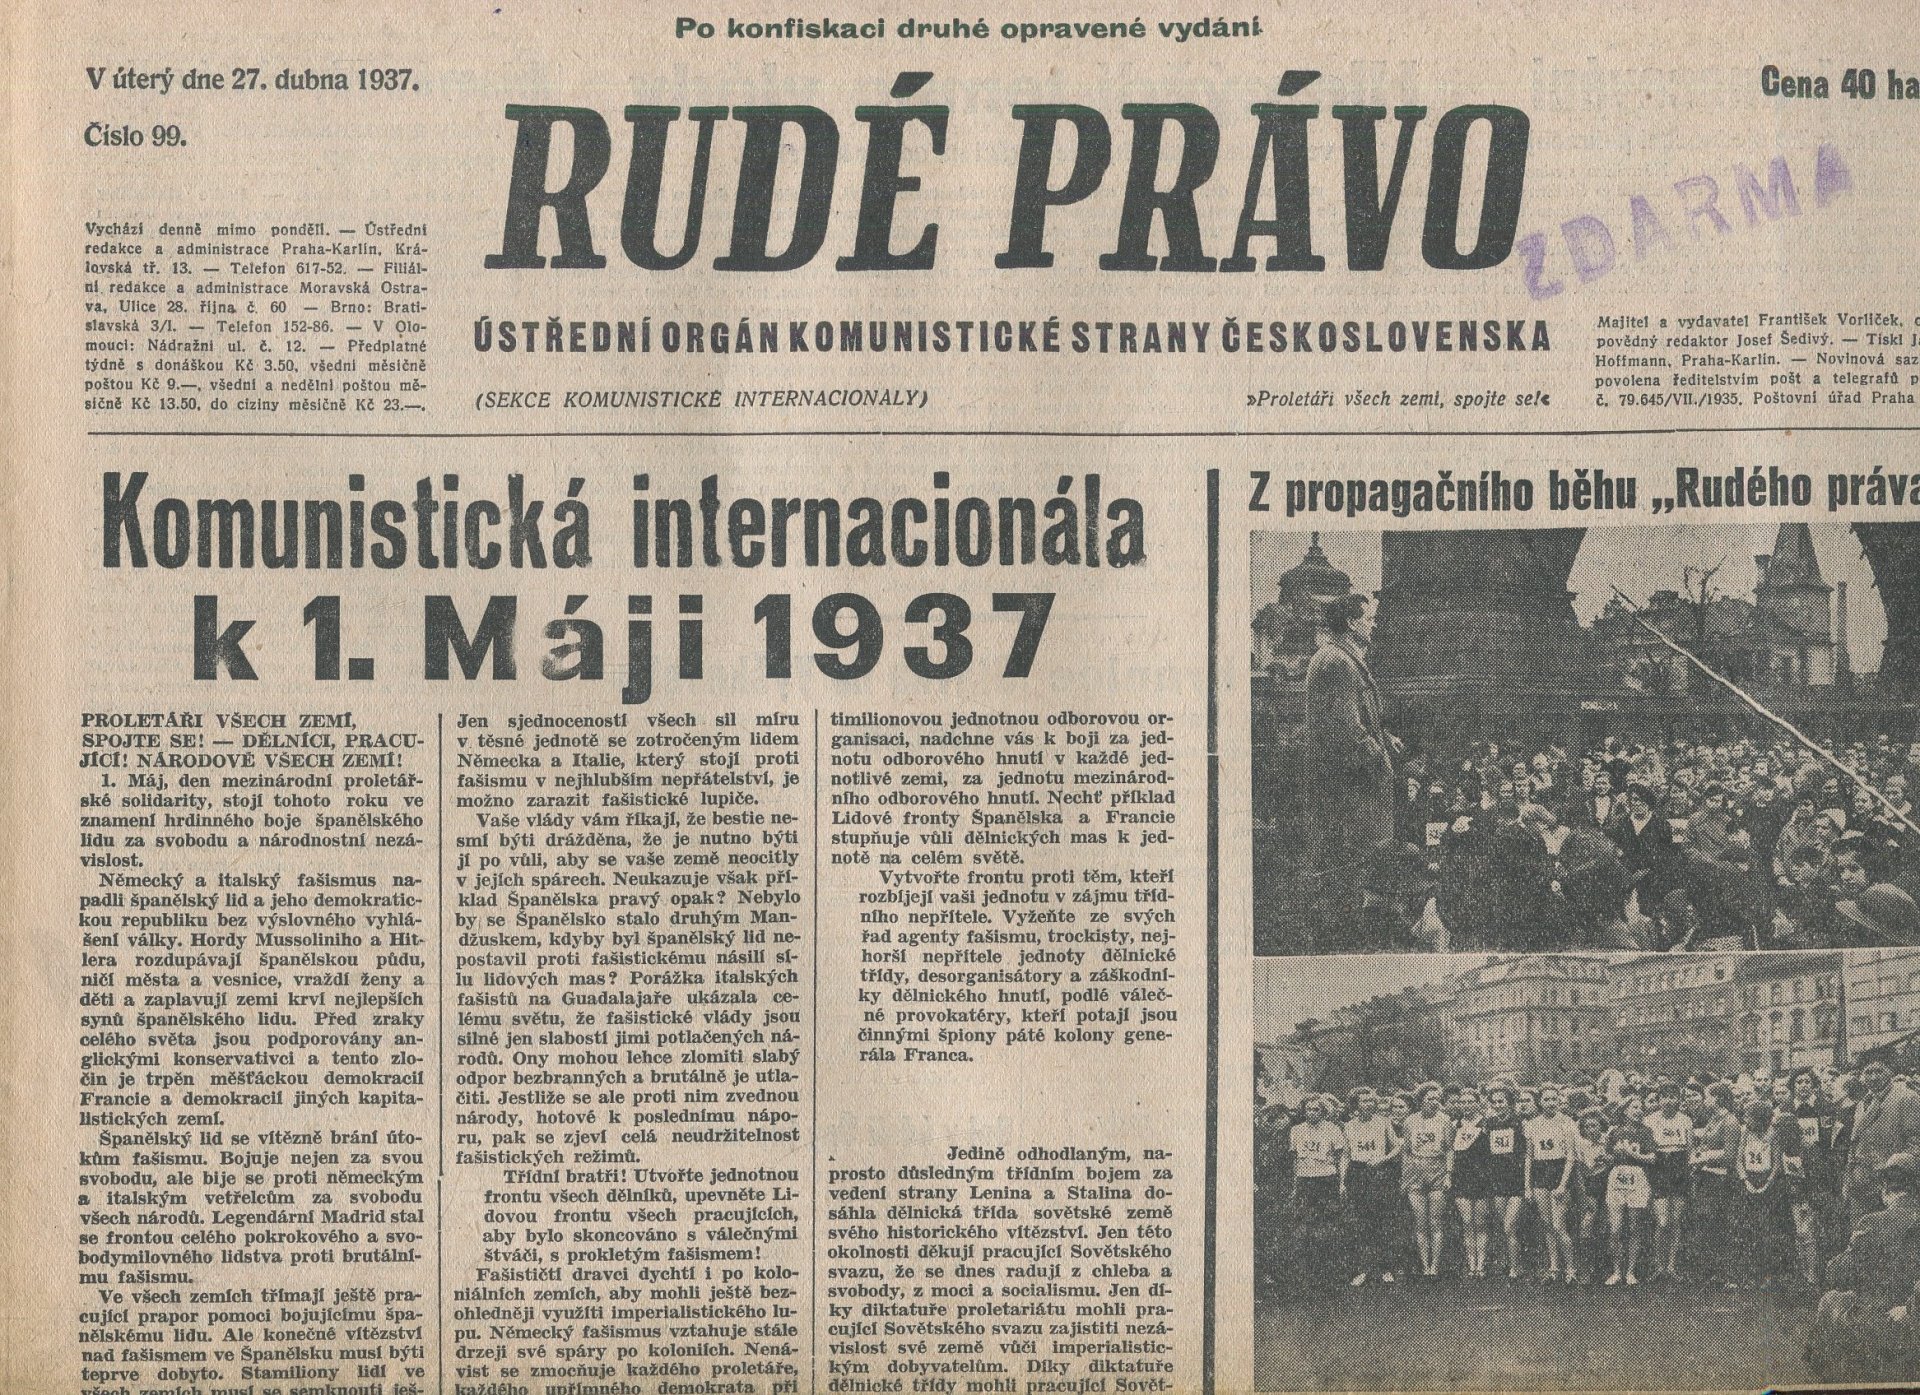 Po konfiskaci druhé opravené vydání
V úterý dne 27. dubna 1937.
Číslo 99.
Cena 40 ha
RUDÉ PRÁVO
ZDARMA
Vychází denně mimo pondělí. — Ústřední
redakce a administrace Praha-Karlín, Krá-
lovská tř. 13. — Telefon 617-52. — Filiál-
ní redakce a administrace Moravská Ostra-
va, Ulice 28. října č. 60 — Brno: Brati-
slavská 3/I. — Telefon 152-86. — V Olo-
mouci: Nádražní ul. č. 12. — Předplatné
týdně s donáškou Kč 3.50, všední měsíčně
poštou Kč 9.—, všední a nedělní poštou mě-
síčně Kč 13.50, do ciziny měsíčně Kč 23.—.
ÚSTŘEDNÍ ORGÁN KOMUNISTICKÉ STRANY ČESKOSLOVENSKA
(SEKCE KOMUNISTICKÉ INTERNACIONÁLY)
»Proletáři všech zemí, spojte se!«
Majitel a vydavatel František Vorlíček,
povědný redaktor Josef Šedivý. — Tiskl
Hoffmann, Praha-Karlín. — Novinová saz
povolena ředitelstvím pošt a telegrafů
č. 79.645/VII./1935. Poštovní úřad Praha
Komunistická internacionála
k 1. Máji 1937
PROLETÁŘI VŠECH ZEMÍ,
SPOJTE SE! — DĚLNÍCI, PRACU-
JÍCÍ! NÁRODOVÉ VŠECH ZEMÍ!
1. Máj, den mezinárodní proletář-
ské solidarity, stojí tohoto roku ve
znamení hrdinného boje španělského
lidu za svobodu a národnostní nezá-
vislost.
Německý a italský fašismus na-
padli španělský lid a jeho demokratic-
kou republiku bez výslovného vyhlá-
šení války. Hordy Mussoliniho a Hit-
lera rozdupávají španělskou půdu,
ničí města a vesnice, vraždí ženy a
děti a zaplavují zemi krví nejlepších
synů španělského lidu. Před zraky
celého světa jsou podporovány an-
glickými konservativci a tento zlo-
čin je trpěn měšťáckou demokracií
Francie a demokracií jiných kapita-
listických zemí.
Španělský lid se vítězně brání úto-
kům fašismu. Bojuje nejen za svou
svobodu, ale bije se proti německým
a italským vetřelcům za svobodu
všech národů. Legendární Madrid stal
se frontou celého pokrokového a svo-
bodymilovného lidstva proti brutální-
mu fašismu.
Ve všech zemích třímají ještě pra-
cující prapor pomoci bojujícímu špa-
nělskému lidu. Ale konečné vítězství
nad fašismem ve Španělsku musí býti
teprve dobyto. Stamiliony lidí ve
všech zemích musí se semknouti ješ-
Jen sjednoceností všech sil míru
v těsné jednotě se zotročeným lidem
Německa a Italie, který stojí proti
fašismu v nejhlubším nepřátelství, je
možno zarazit fašistické lupiče.
Vaše vlády vám říkají, že bestie ne-
smí býti drážděna, že je nutno býti
jí po vůli, aby se vaše země neocitly
v jejích spárech. Neukazuje však pří-
klad Španělska pravý opak? Nebylo
by se Španělsko stalo druhým Man-
džuskem, kdyby byl španělský lid ne-
postavil proti fašistickému násilí sí-
lu lidových mas? Porážka italských
fašistů na Guadalajaře ukázala ce-
lému světu, že fašistické vlády jsou
silné jen slabostí jimi potlačených ná-
rodů. Ony mohou lehce zlomiti slabý
odpor bezbranných a brutálně je utla-
čiti. Jestliže se ale proti nim zvednou
národy, hotové k poslednímu nápo-
ru, pak se zjeví celá neudržitelnost
fašistických režimů.
Třídní bratři! Utvořte jednotnou
frontu všech dělníků, upevněte Li-
dovou frontu všech pracujících,
aby bylo skoncováno s válečnými
štváči, s prokletým fašismem!
Fašističtí dravci dychtí i po kolo-
niálních zemích, aby mohli ještě bez-
ohledněji využíti imperialistického lu-
pu. Německý fašismus vztahuje stále
drzeji své spáry po koloniích. Nená-
vist se zmocňuje každého proletáře,
každého upřímného demokrata při
timilionovou jednotnou odborovou or-
ganisaci, nadchne vás k boji za jed-
notu odborového hnutí v každé jed-
notlivé zemi, za jednotu mezinárod-
ního odborového hnutí. Nechť příklad
Lidové fronty Španělska a Francie
stupňuje vůli dělnických mas k jed-
notě na celém světě.
Vytvořte frontu proti těm, kteří
rozbíjejí vaši jednotu v zájmu tříd-
ního nepřítele. Vyžeňte ze svých
řad agenty fašismu, trockisty, nej-
horší nepřítele jednoty dělnické
třídy, desorganisátory a záškodní-
ky dělnického hnutí, podlé váleč-
né provokatéry, kteří potají jsou
činnými špiony páté kolony gene-
rála Franca.
Jedině odhodlaným, na-
prosto důsledným třídním bojem za
vedení strany Lenina a Stalina do-
sáhla dělnická třída sovětské země
svého historického vítězství. Jen této
okolnosti děkují pracující Sovětského
svazu, že se dnes radují z chleba a
svobody, z moci a socialismu. Jen dí-
ky diktatuře proletariátu mohli pra-
cující Sovětského svazu zajistiti nezá-
vislost své země vůči imperialistic-
kým dobyvatelům. Díky diktatuře
dělnické třídy mohli pracující Sovět-
Z propagačního běhu „Rudého práva